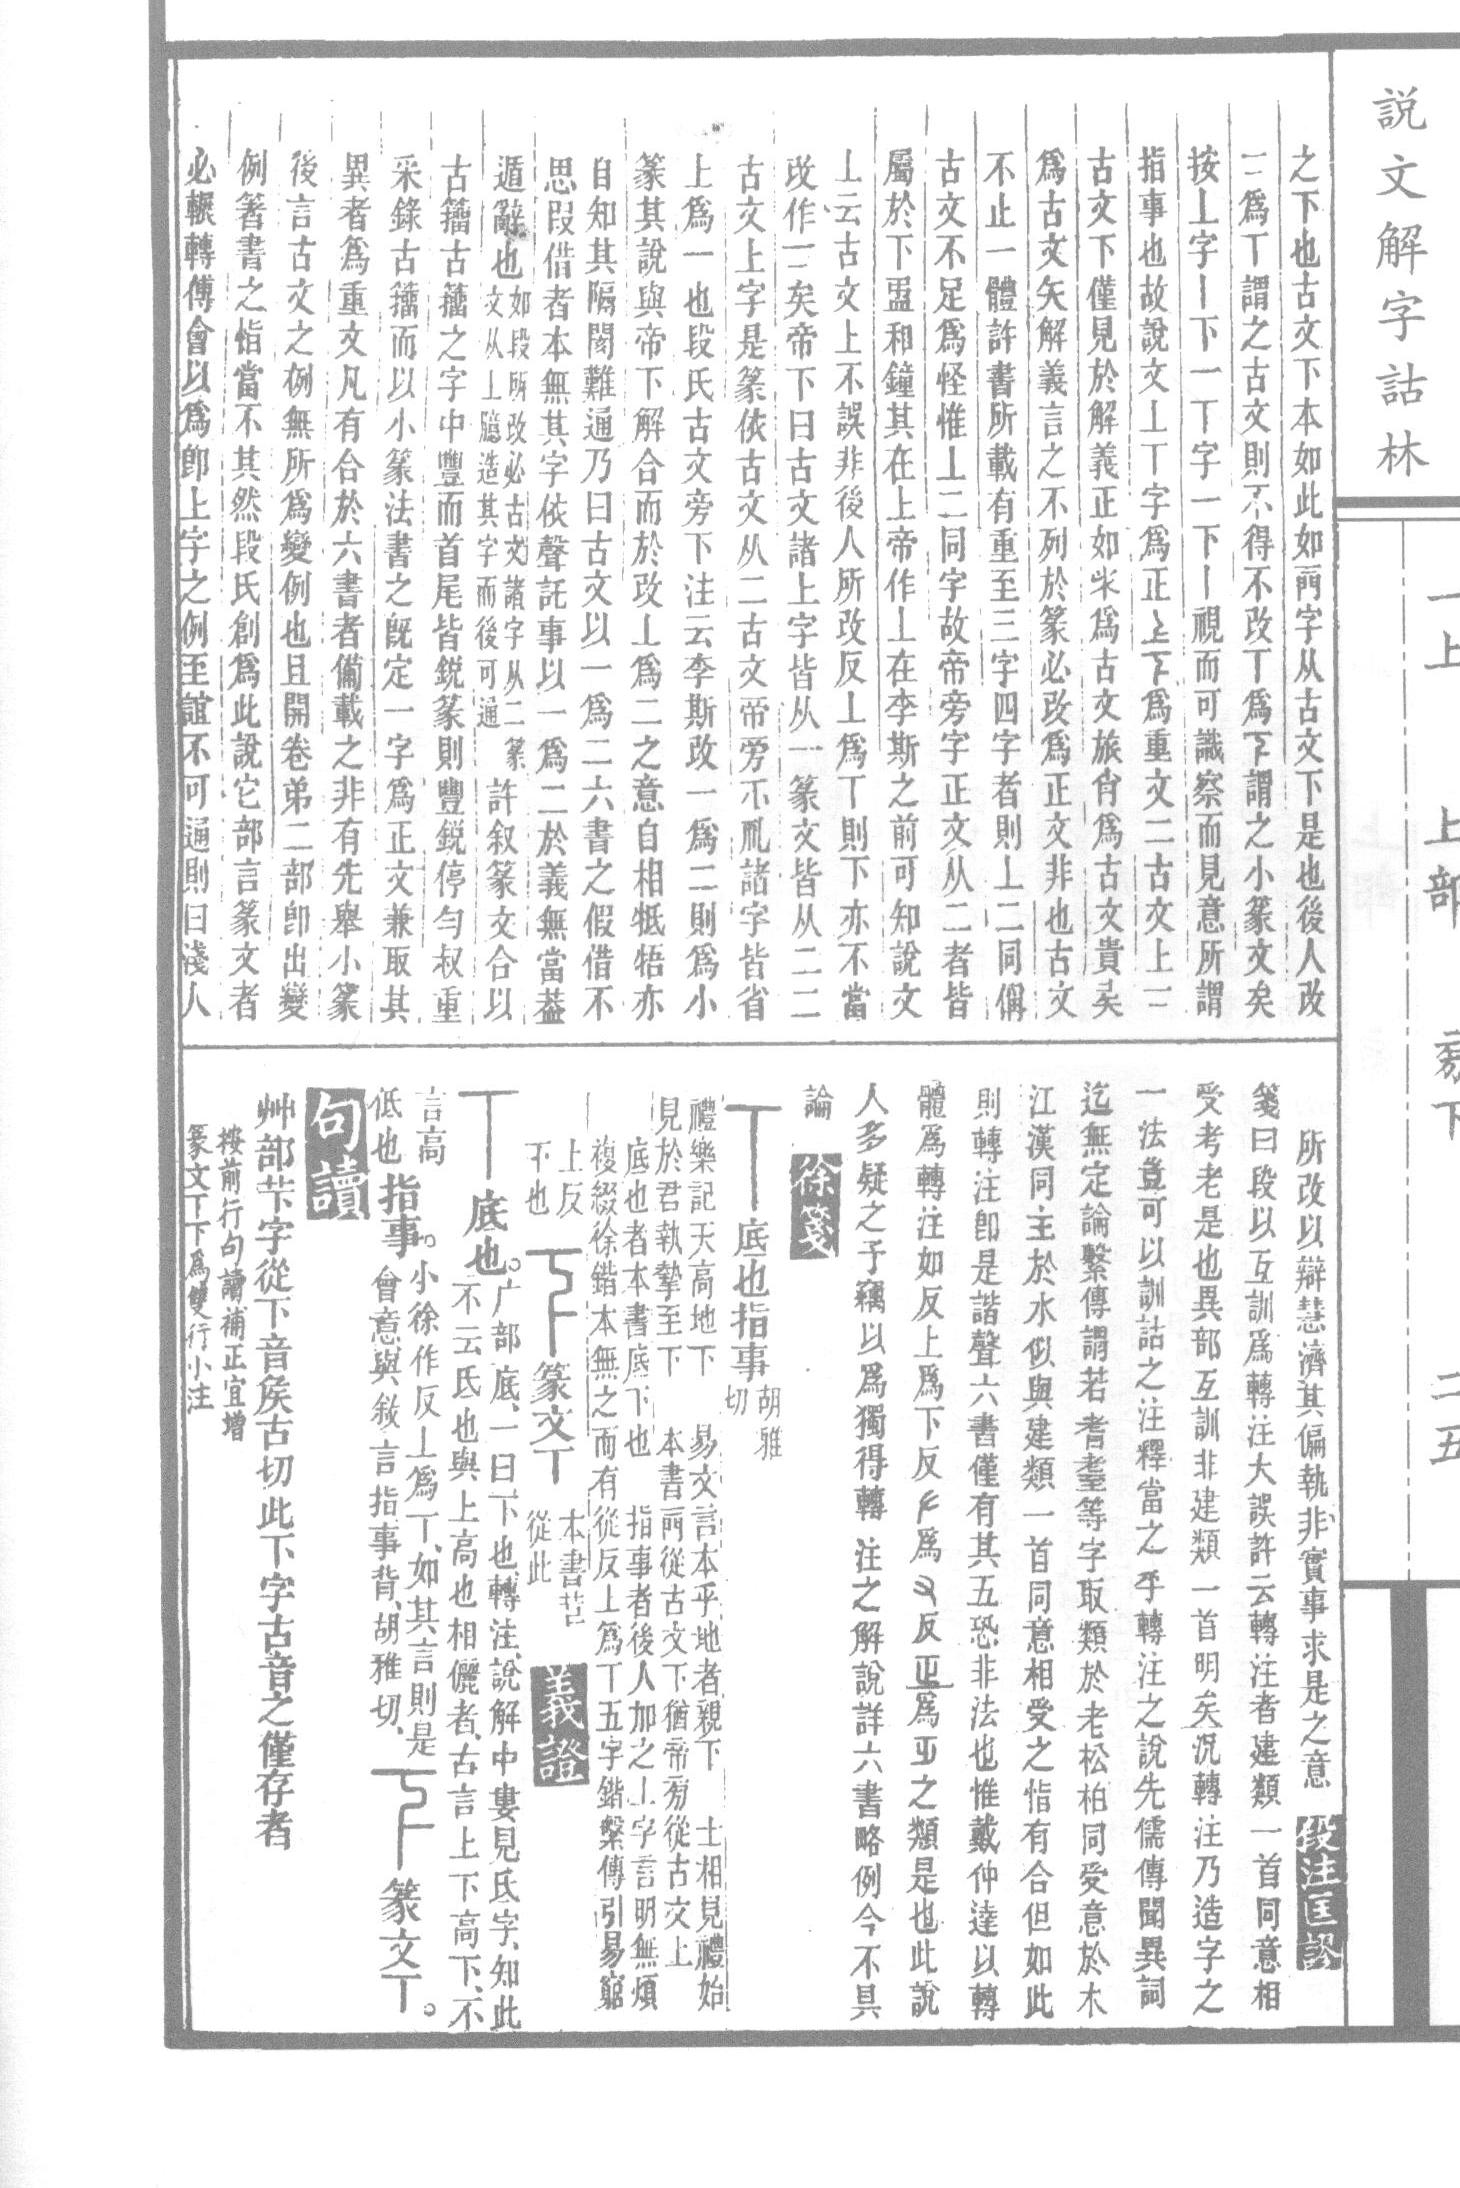 說文解字詁林
一上
上部
二五
之下也古文下本如此如雨字从古文下是也後人改
二爲丅謂之古文則不得不改丅爲下謂之小篆文矣
按丄字丨下一丅字一下丨視而可識察而見意所謂
指事也故說文丄丅字爲正上下爲重文二古文上二
古文下僅見於解義正如𣎵爲古文旅㫖爲古文貴㒸
爲古文矢解義言之不列於篆必改爲正文非也古文
不止一體許書所載有重至三字四字者則丄二同偁
古文不足爲怪惟丄二同字故帝旁字正文从二者皆
屬於下盄和鐘其在上帝作丄在李斯之前可知說文
丄云古文上不誤非後人所改反丄爲丅則下亦不當
改作二矣帝下曰古文諸上字皆从一篆文皆从二二
古文上字是篆依古文从二古文帝旁示辰諸字皆省
上爲一也段氏古文旁下注云李斯改一爲二則爲小
篆其說與帝下解合而於改丄爲二之意自相牴牾亦
自知其隔閡難通乃曰古文以一爲二六書之假借不
思叚借者本無其字依聲託事以一爲二於義無當葢
遁辭也如段所改必古文諸字从二篆文从上臆造其字而後可通許敘篆文合以
古籒古籒之字中豐而首尾皆銳篆則豐銳停勻叔重
采錄古籒而以小篆法書之旣定一字爲正文兼取其
異者爲重文凡有合於六書者備載之非有先舉小篆
後言古文之例無所爲變例也且開卷弟二部卽出變
例箸書之恉當不其然段氏創爲此說它部言篆文者
必輾轉傅會以爲卽上字之例至誼不可通則曰淺人
所改以辯慧濟其偏執非實事求是之意 段注匡謬
箋曰段以互訓爲轉注大誤許云轉注者建類一首同意相
受考老是也異部互訓非建類一首明矣況轉注乃造字之
一法豈可以訓詁之注釋當之乎轉注之說先儒傳聞異詞
迄無定論繫傳謂若耆耋等字取類於老松柏同受意於木
江漢同主於水似與建類一首同意相受之恉有合但如此
則轉注卽是諧聲六書僅有其五恐非法也惟戴仲達以轉
體爲轉注如反上爲下反𠂆爲乁反正爲乏之類是也此說
人多疑之予竊以爲獨得轉注之解說詳六書略例今不具
論 徐箋
丅底也指事胡雅切
禮樂記天高地下 易文言本乎地者親下 士相見禮始
見於君執摯至下 本書雨從古文下猶帝㫄從古文上
底也者本書底下也 指事者後人加之丄字言明無煩
複綴徐鍇本無之而有從反丄爲丅五字鍇繫傳引易窮
上反下也 下篆文丅本書芐從此 義證
丅底也。广部底、一曰下也、轉注、說解中婁見氐字、知此不云氐也、與上高也相儷者、古言上下高下、不
言高低也指事。小徐作反丄爲丅、如其言則是會意與敘言指事背、胡雅切、下篆文丅。
句讀
艸部芐字從下音矦古切此下字古音之僅存者
按前行句讀補正宜增
篆文丅下爲雙行小注